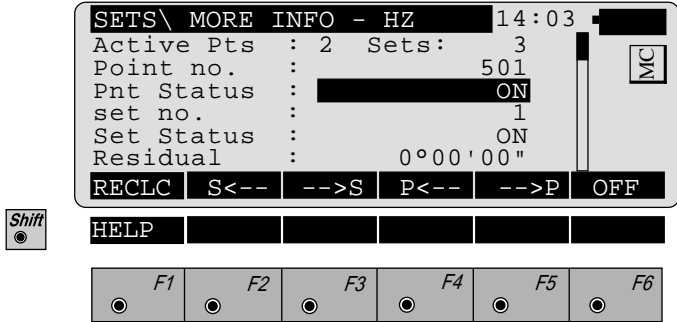 SETS\ MORE INFO - HZ 14:03
Active Pts : 2 Sets: 3
MC
Point no. : 501
Pnt Status : ON
set no. : 1
Set Status : ON
Residual : 0°00'00"
RECLC S<-- -->S P<-- -->P OFF
Shift
HELP
F1 F2 F3 F4 F5 F6